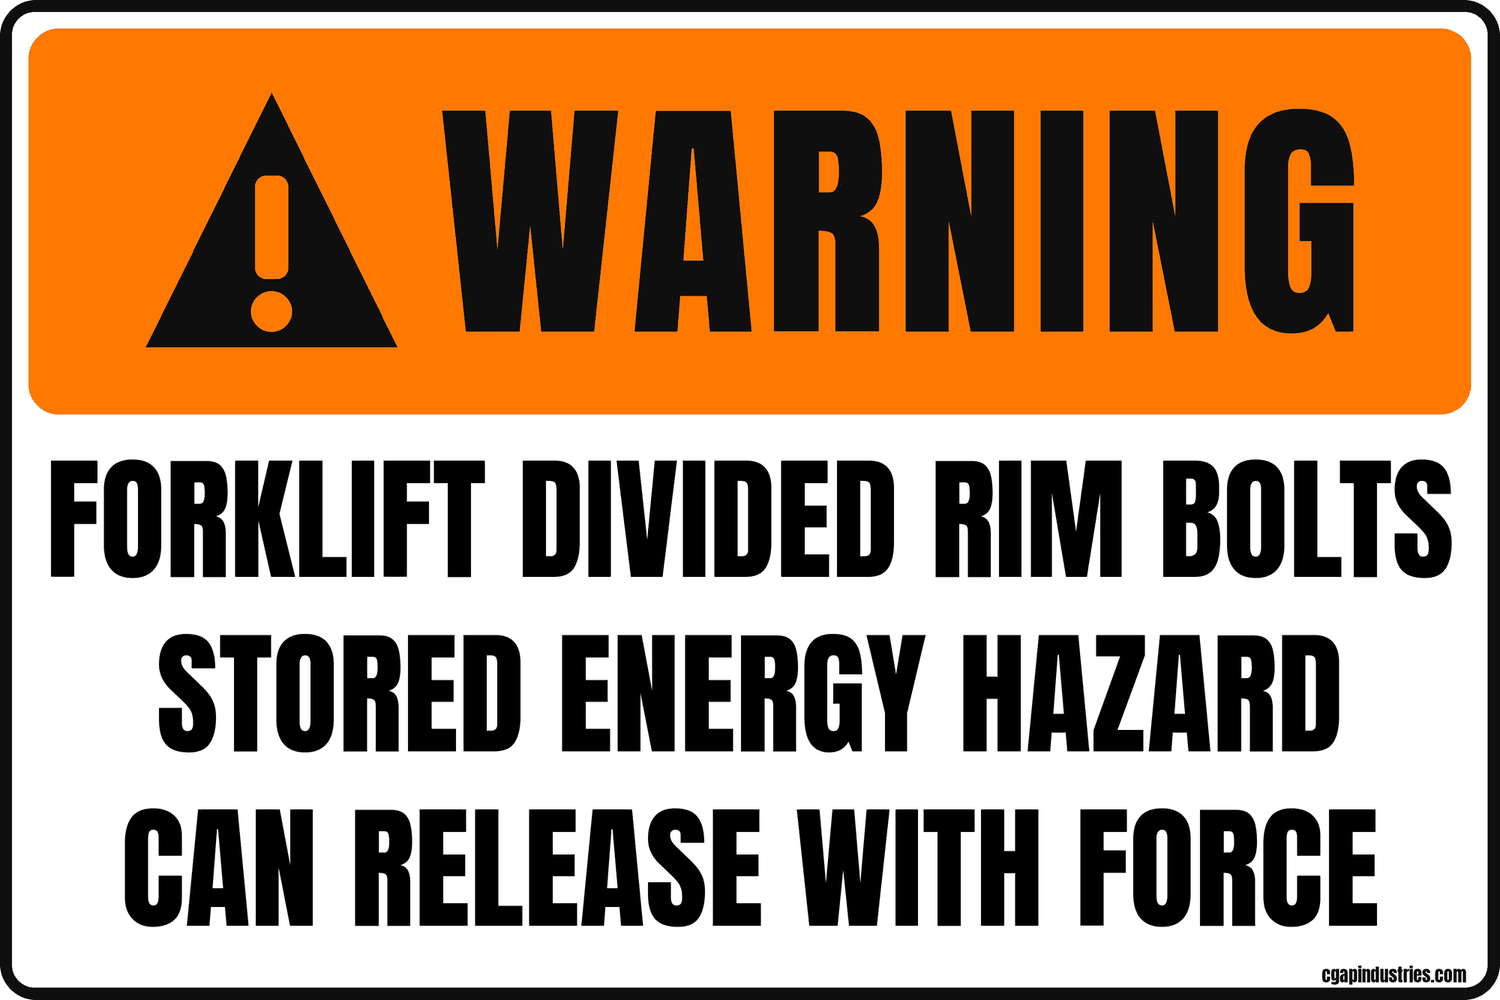 WARNING
FORKLIFT DIVIDED RIM BOLTS
STORED ENERGY HAZARD
CAN RELEASE WITH FORCE
cgapindustries.com